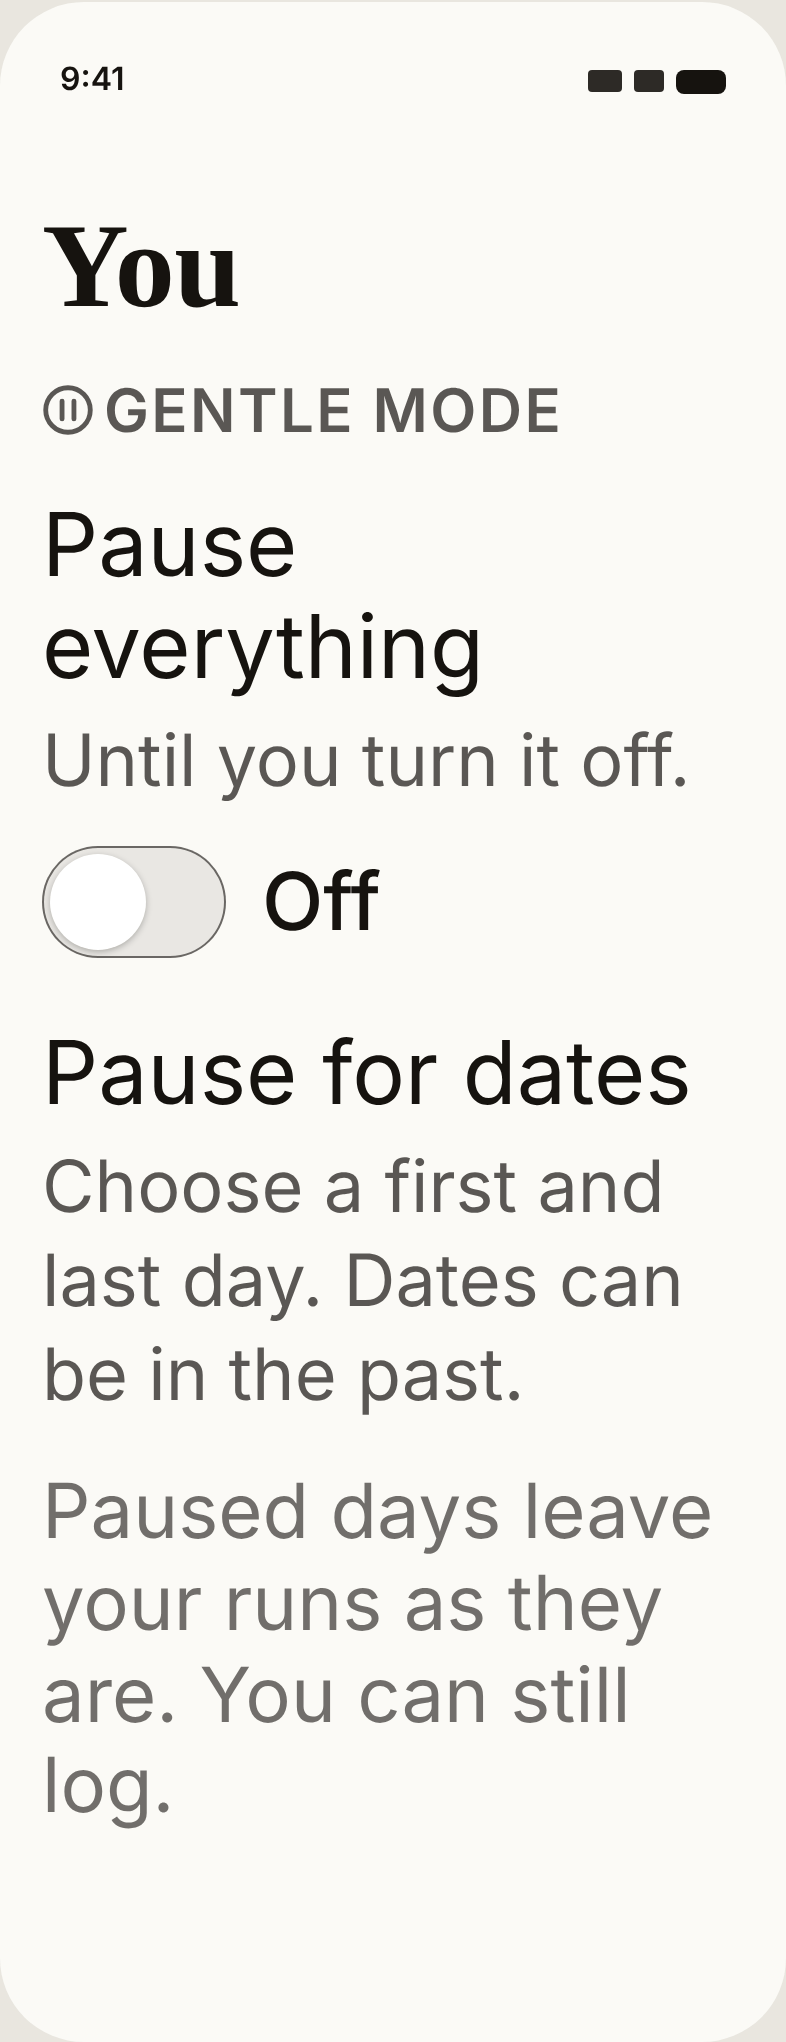 9:41
You
GENTLE MODE
Pause
everything
Until you turn it off.
Off
Pause for dates
Choose a first and
last day. Dates can
be in the past.
Paused days leave
your runs as they
are. You can still
log.